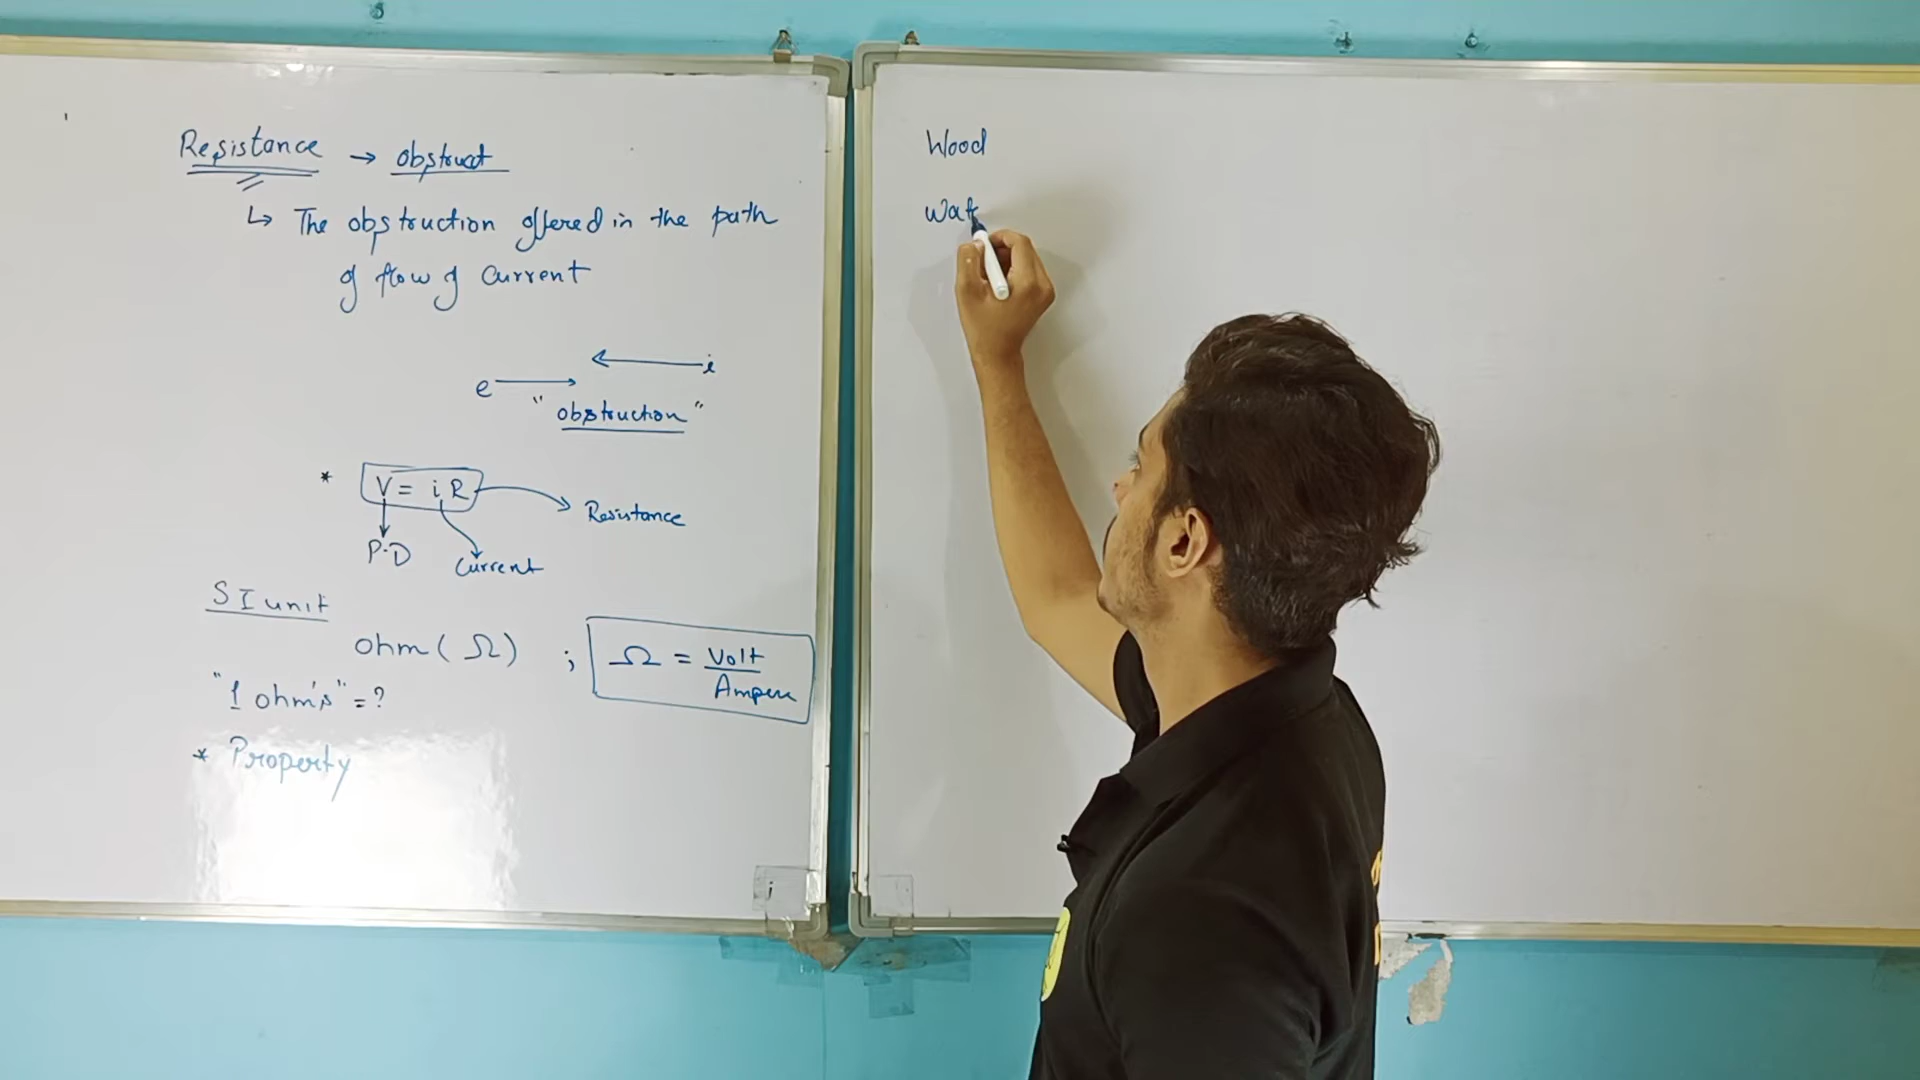 Resistance → obstruct
↳ The obstruction offered in the path
of flow of current
i
e
" obstruction "
* V = iR
Resistance
P.D
Current
SI unit
ohm (Ω) ; Ω = Volt / Ampere
"1 ohm's" = ?
* Property
Wood
Wat